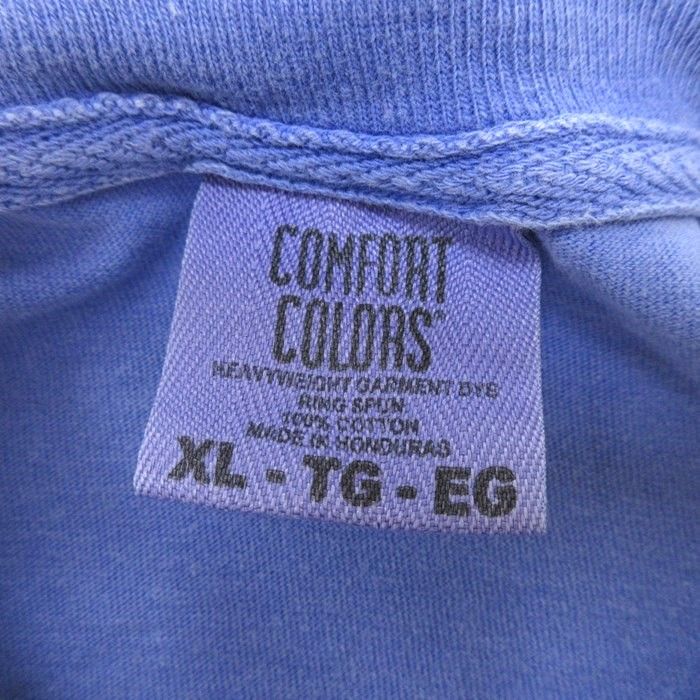 COMFORT
COLORS®
HEAVYWEIGHT GARMENT DYE
RING SPUN
100% COTTON
MADE IN HONDURAS
XL - TG - EG